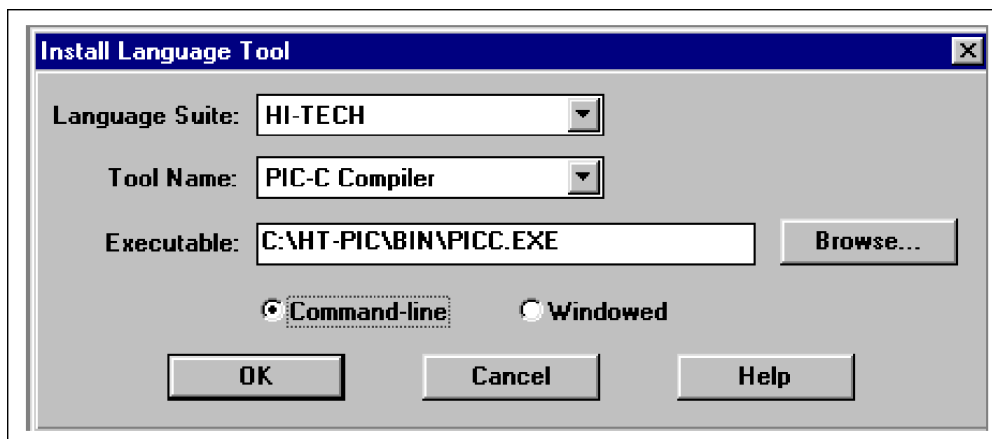 Install Language Tool
Language Suite: HI-TECH
Tool Name: PIC-C Compiler
Executable: C:\HT-PIC\BIN\PICC.EXE Browse...
Command-line Windowed
OK Cancel Help